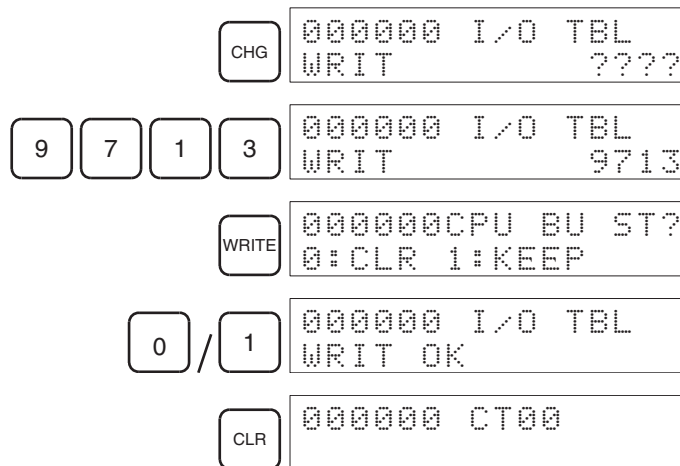 CHG
000000 I/O TBL
WRIT ????
9 7 1 3
000000 I/O TBL
WRIT 9713
WRITE
000000CPU BU ST?
0:CLR 1:KEEP
0 / 1
000000 I/O TBL
WRIT OK
CLR
000000 CT00